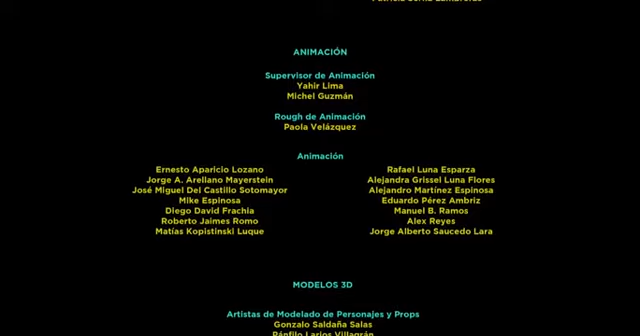 ANIMACIÓN
Supervisor de Animación
Yahir Lima
Michel Guzmán
Rough de Animación
Paola Velázquez
Animación
Ernesto Aparicio Lozano
Jorge A. Arellano Mayerstein
José Miguel Del Castillo Sotomayor
Mike Espinosa
Diego David Frachia
Roberto Jaimes Romo
Matías Kopistinski Luque
Rafael Luna Esparza
Alejandra Grissel Luna Flores
Alejandro Martínez Espinosa
Eduardo Pérez Ambriz
Manuel B. Ramos
Alex Reyes
Jorge Alberto Saucedo Lara
MODELOS 3D
Artistas de Modelado de Personajes y Props
Gonzalo Saldaña Salas
Pánfilo Larios Villagrán